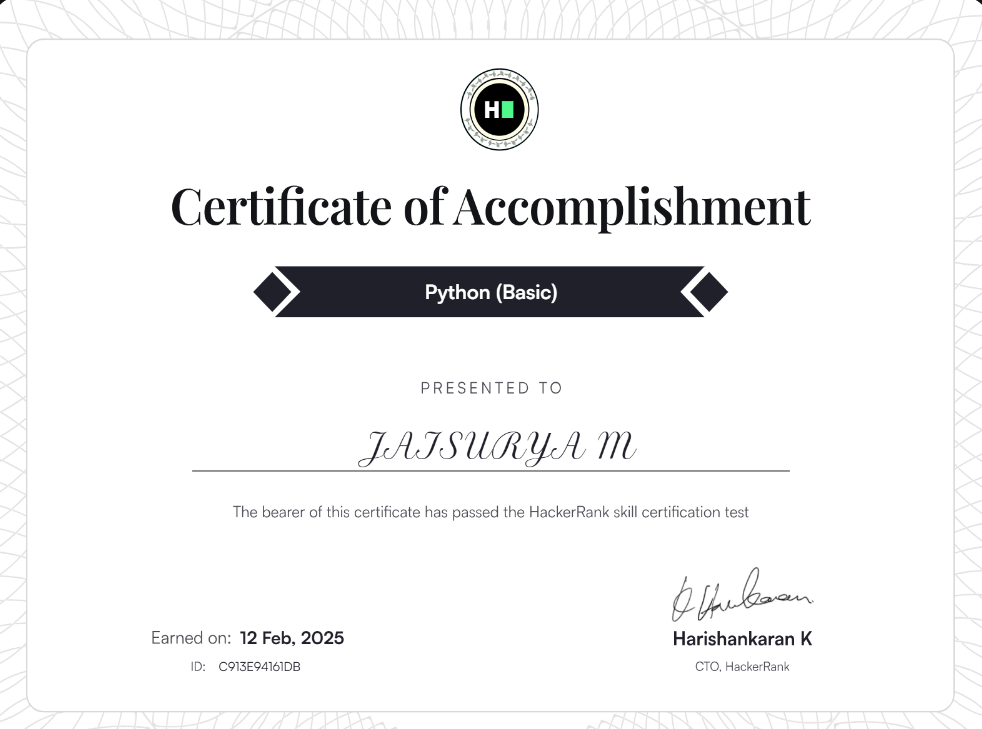 H
Certificate of Accomplishment
Python (Basic)
PRESENTED TO
JAISURYA M
The bearer of this certificate has passed the HackerRank skill certification test
Earned on: 12 Feb, 2025
ID: C913E94161DB
Harishankaran K
CTO, HackerRank